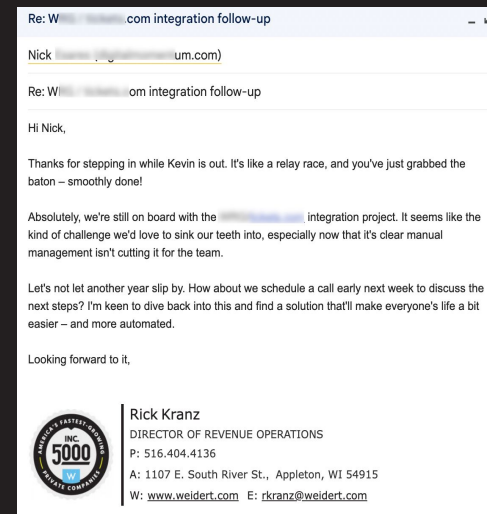 Re: W .com integration follow-up
Nick um.com)
Re: W om integration follow-up
Hi Nick,
Thanks for stepping in while Kevin is out. It's like a relay race, and you've just grabbed the
baton – smoothly done!
Absolutely, we're still on board with the integration project. It seems like the
kind of challenge we'd love to sink our teeth into, especially now that it's clear manual
management isn't cutting it for the team.
Let's not let another year slip by. How about we schedule a call early next week to discuss the
next steps? I'm keen to dive back into this and find a solution that'll make everyone's life a bit
easier – and more automated.
Looking forward to it,
AMERICA'S FASTEST-GROWING
INC.
5000
W
PRIVATE COMPANIES
Rick Kranz
DIRECTOR OF REVENUE OPERATIONS
P: 516.404.4136
A: 1107 E. South River St., Appleton, WI 54915
W: www.weidert.com E: rkranz@weidert.com